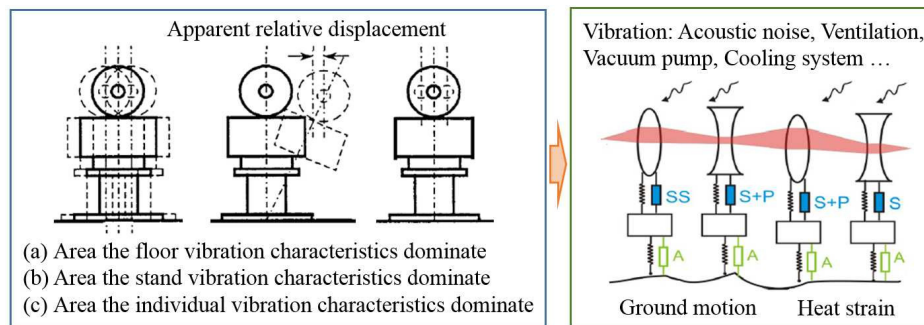 Apparent relative displacement
(a) Area the floor vibration characteristics dominate
(b) Area the stand vibration characteristics dominate
(c) Area the individual vibration characteristics dominate
Vibration: Acoustic noise, Ventilation,
Vacuum pump, Cooling system …
SS
S+P
S+P
S
A
A
A
A
Ground motion
Heat strain